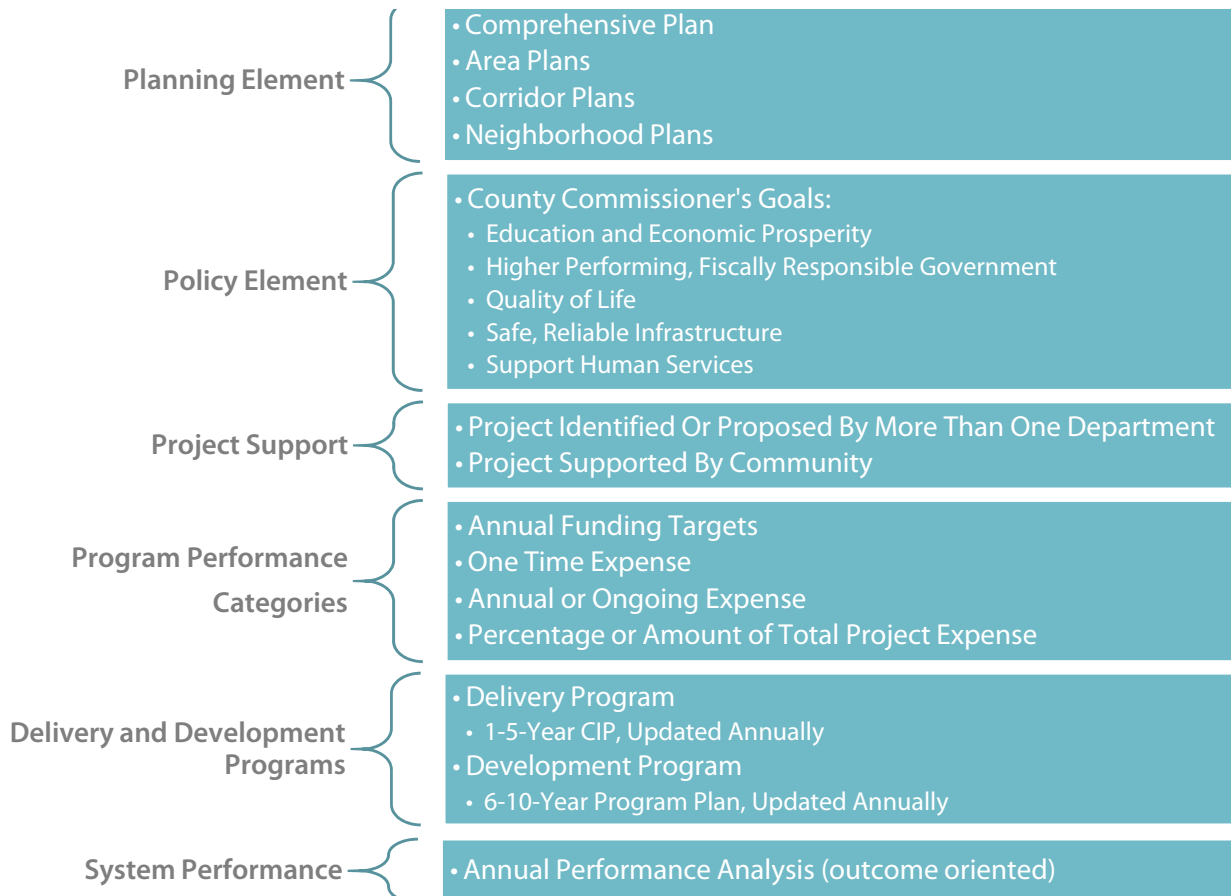 Planning Element
• Comprehensive Plan
• Area Plans
• Corridor Plans
• Neighborhood Plans
Policy Element
• County Commissioner's Goals:
• Education and Economic Prosperity
• Higher Performing, Fiscally Responsible Government
• Quality of Life
• Safe, Reliable Infrastructure
• Support Human Services
Project Support
• Project Identified Or Proposed By More Than One Department
• Project Supported By Community
Program Performance
Categories
• Annual Funding Targets
• One Time Expense
• Annual or Ongoing Expense
• Percentage or Amount of Total Project Expense
Delivery and Development
Programs
• Delivery Program
• 1-5-Year CIP, Updated Annually
• Development Program
• 6-10-Year Program Plan, Updated Annually
System Performance
• Annual Performance Analysis (outcome oriented)